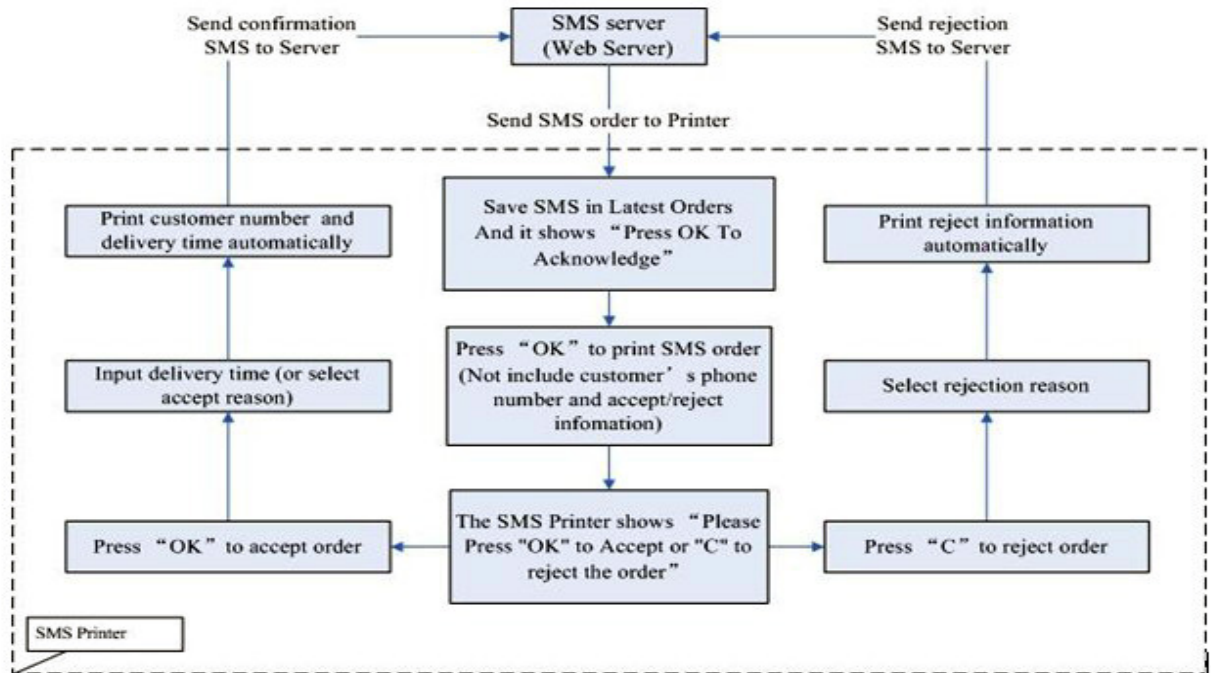 Send confirmation
SMS to Server
SMS server
(Web Server)
Send rejection
SMS to Server
Send SMS order to Printer
Print customer number and
delivery time automatically
Save SMS in Latest Orders
And it shows “Press OK To
Acknowledge”
Print reject information
automatically
Input delivery time (or select
accept reason)
Press “OK” to print SMS order
(Not include customer’s phone
number and accept/reject
infomation)
Select rejection reason
Press “OK” to accept order
The SMS Printer shows “Please
Press "OK" to Accept or "C" to
reject the order”
Press “C” to reject order
SMS Printer